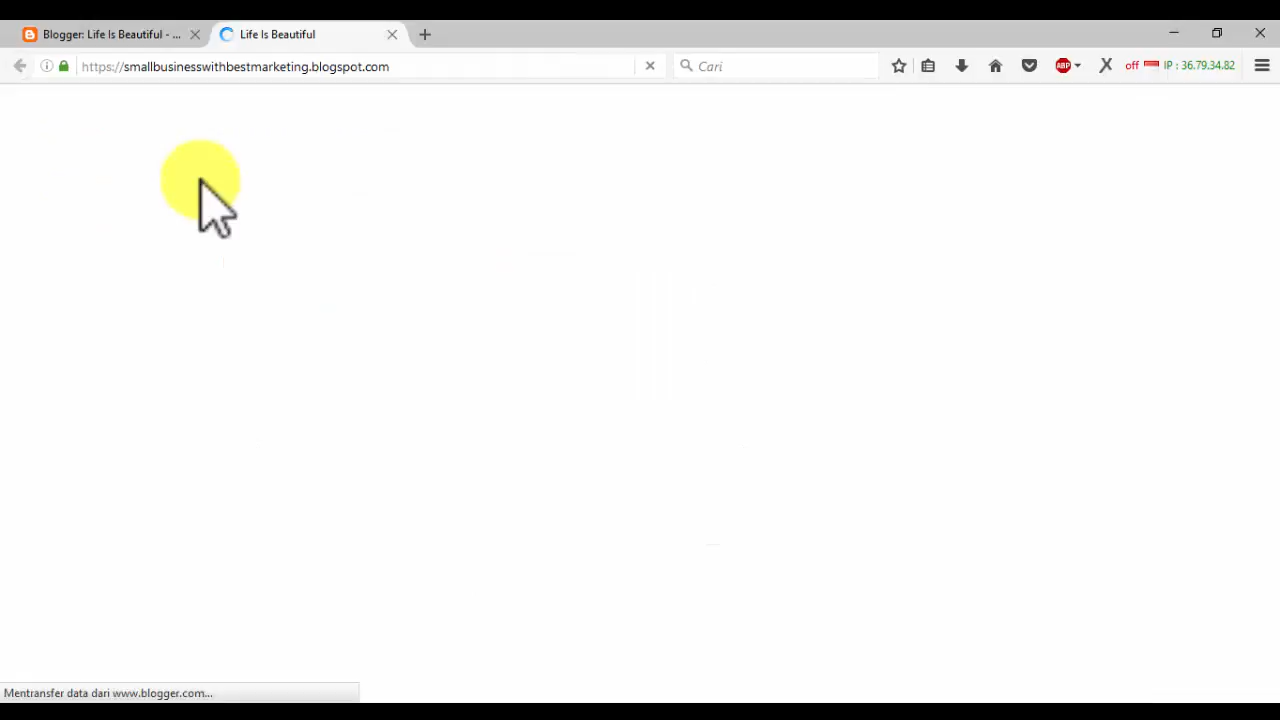 Blogger: Life Is Beautiful - ...
Life Is Beautiful
https://smallbusinesswithbestmarketing.blogspot.com
Cari
ABP
off
IP : 36.79.34.82
Mentransfer data dari www.blogger.com...